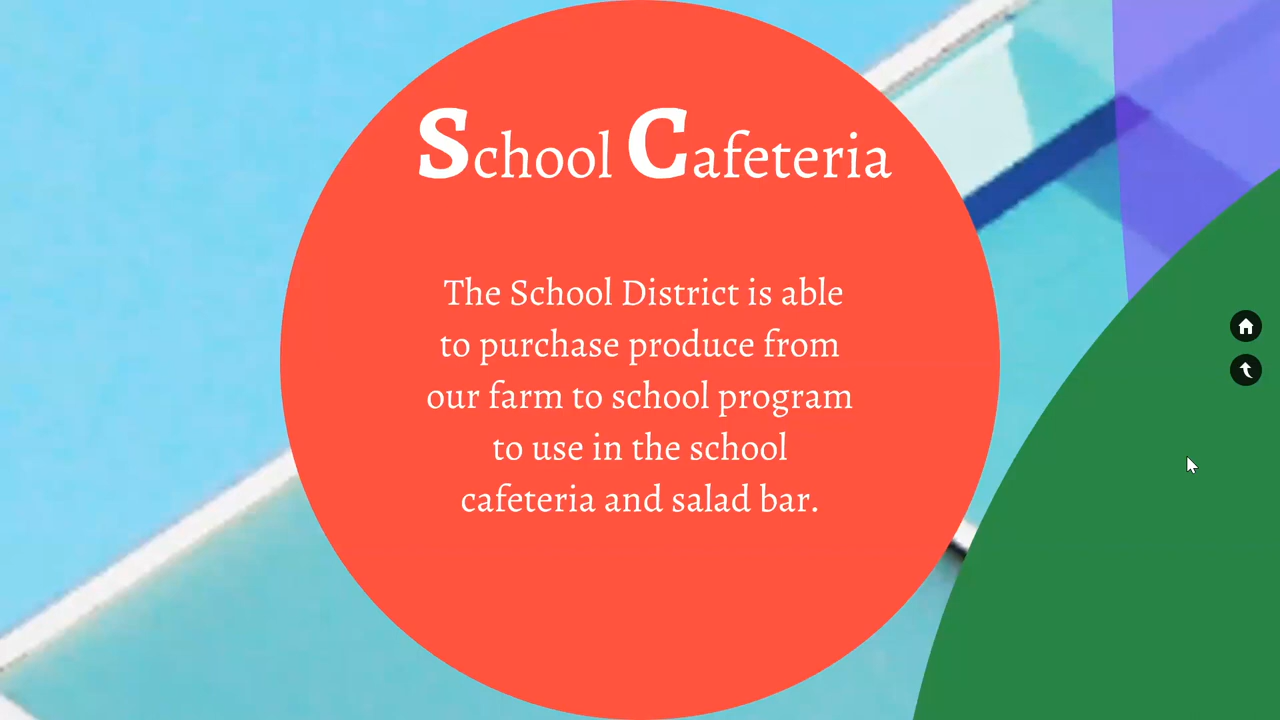 School Cafeteria
The School District is able
to purchase produce from
our farm to school program
to use in the school
cafeteria and salad bar.